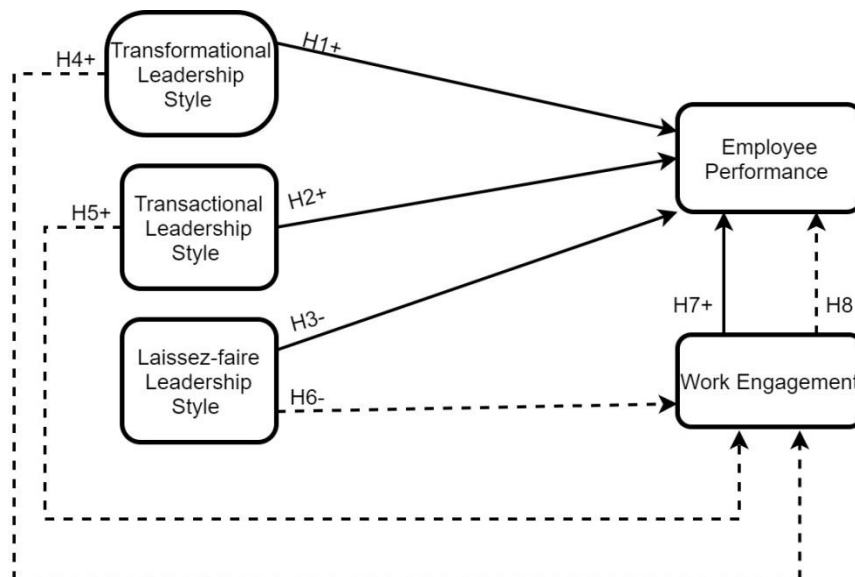 H4+
Transformational
Leadership
Style
H1+
Employee
Performance
H5+
Transactional
Leadership
Style
H2+
H3-
H7+
H8
Laissez-faire
Leadership
Style
H6-
Work Engagement